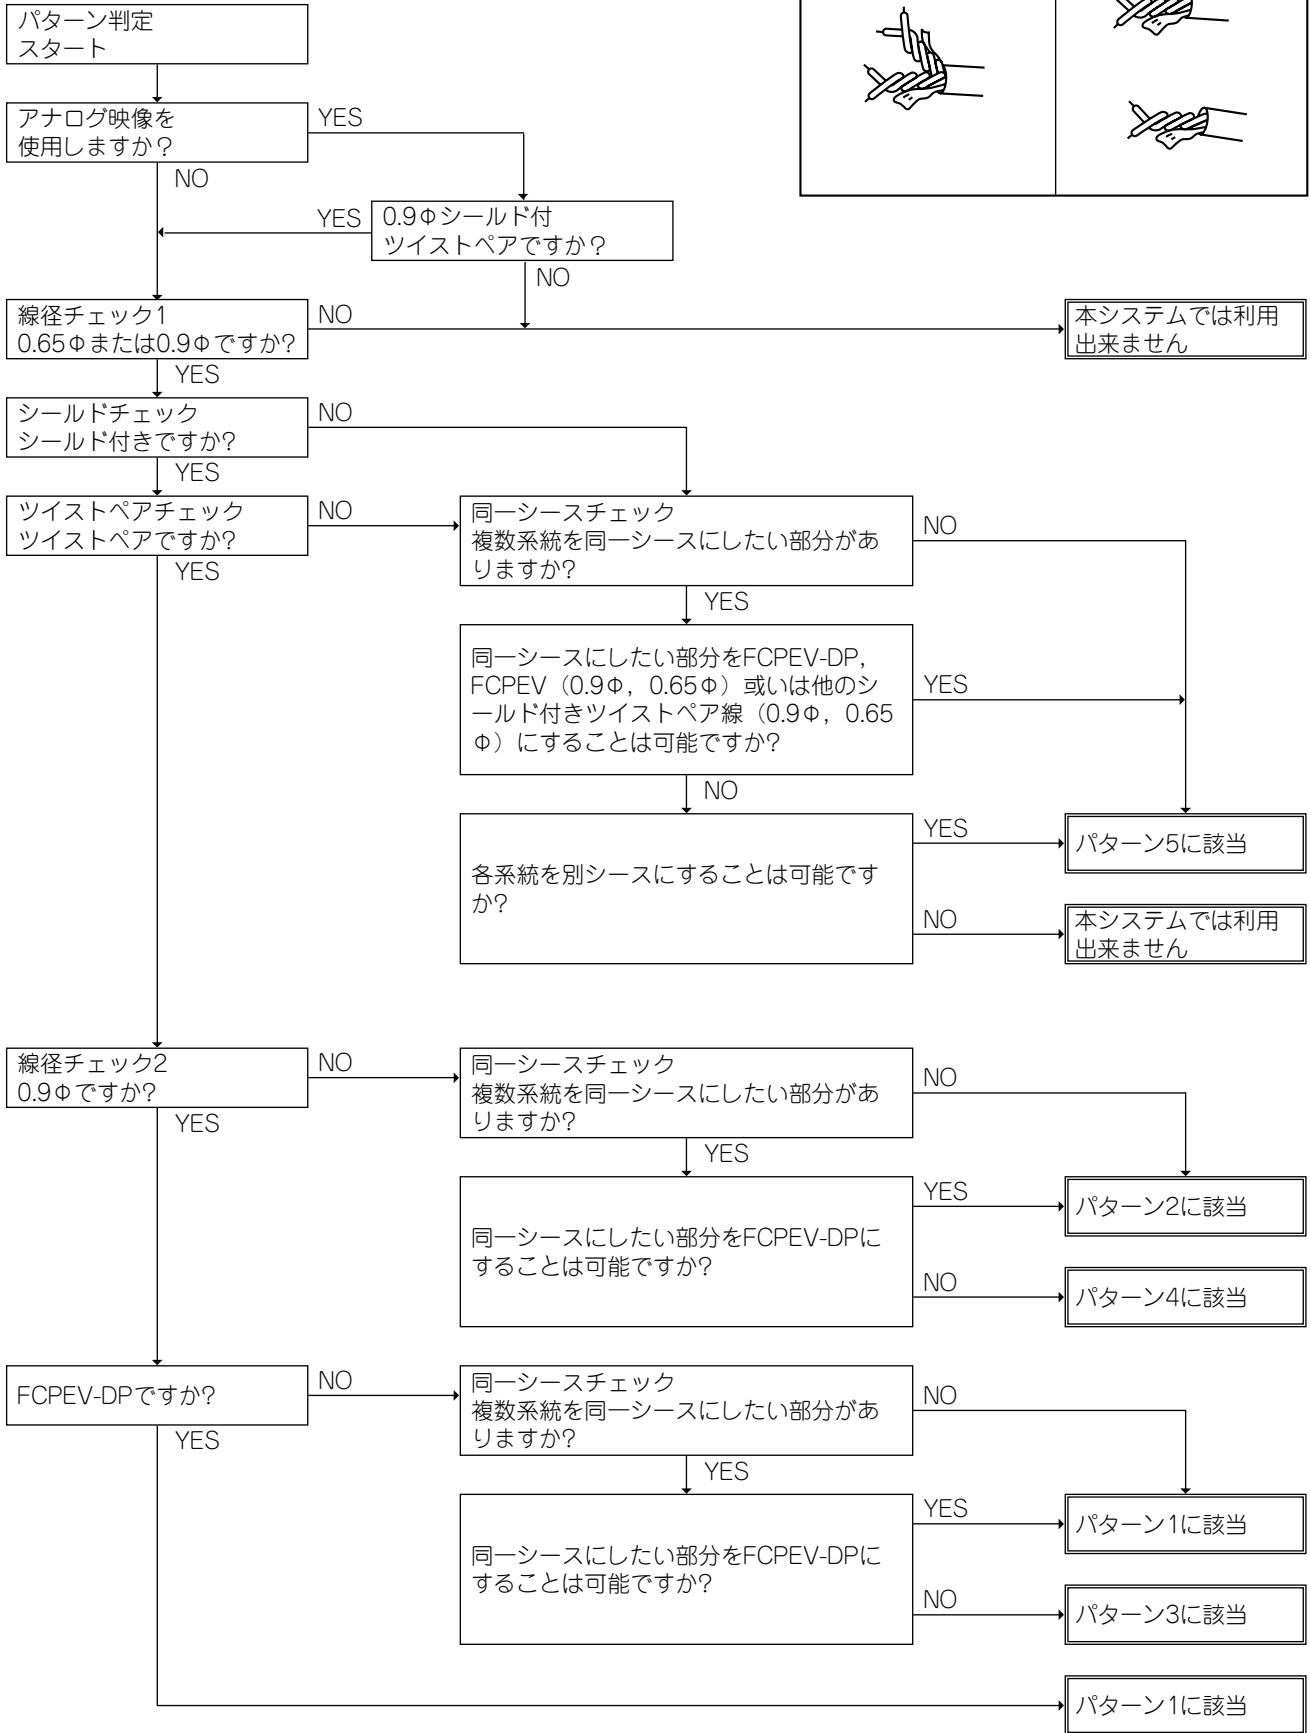 パターン判定
スタート
アナログ映像を
使用しますか？
YES
NO
YES
0.9Φシールド付
ツイストペアですか？
NO
線径チェック1
0.65Φまたは0.9Φですか?
NO
本システムでは利用
出来ません
YES
シールドチェック
シールド付きですか?
NO
YES
ツイストペアチェック
ツイストペアですか?
NO
同一シースチェック
複数系統を同一シースにしたい部分があ
りますか?
NO
YES
YES
同一シースにしたい部分をFCPEV-DP，
FCPEV（0.9Φ，0.65Φ）或いは他のシ
ールド付きツイストペア線（0.9Φ，0.65
Φ）にすることは可能ですか?
YES
NO
各系統を別シースにすることは可能です
か?
YES
パターン5に該当
NO
本システムでは利用
出来ません
線径チェック2
0.9Φですか?
NO
同一シースチェック
複数系統を同一シースにしたい部分があ
りますか?
NO
YES
YES
同一シースにしたい部分をFCPEV-DPに
することは可能ですか?
YES
パターン2に該当
NO
パターン4に該当
FCPEV-DPですか?
NO
同一シースチェック
複数系統を同一シースにしたい部分があ
りますか?
NO
YES
YES
同一シースにしたい部分をFCPEV-DPに
することは可能ですか?
YES
パターン1に該当
NO
パターン3に該当
パターン1に該当